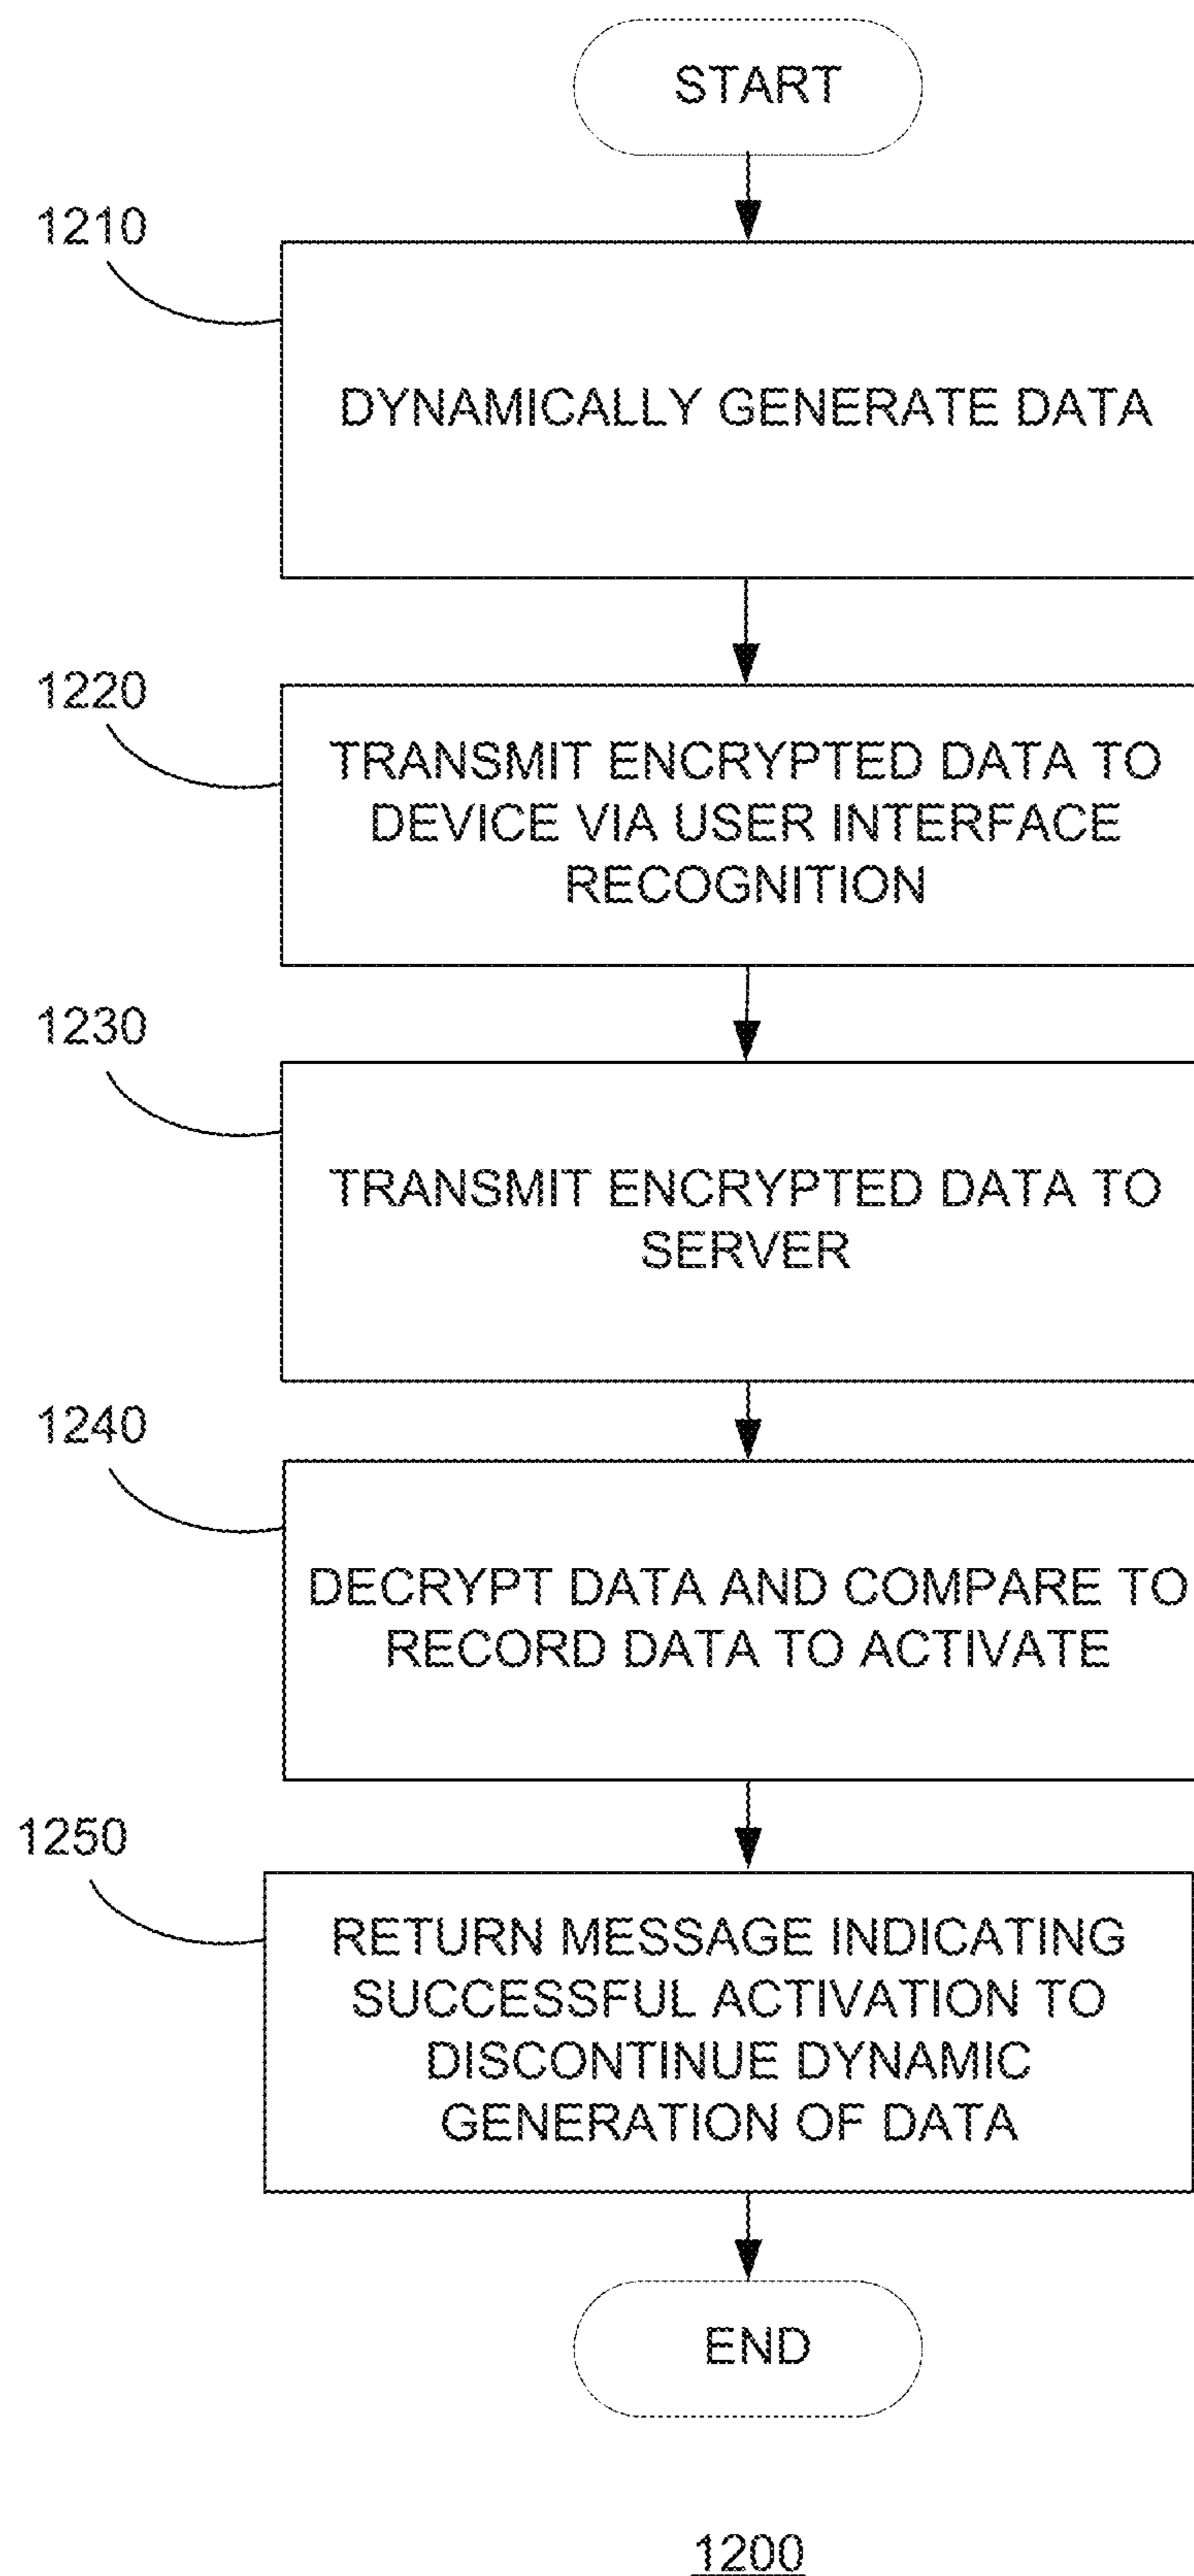 START
1210
DYNAMICALLY GENERATE DATA
1220
TRANSMIT ENCRYPTED DATA TO
DEVICE VIA USER INTERFACE
RECOGNITION
1230
TRANSMIT ENCRYPTED DATA TO
SERVER
1240
DECRYPT DATA AND COMPARE TO
RECORD DATA TO ACTIVATE
1250
RETURN MESSAGE INDICATING
SUCCESSFUL ACTIVATION TO
DISCONTINUE DYNAMIC
GENERATION OF DATA
END
1200